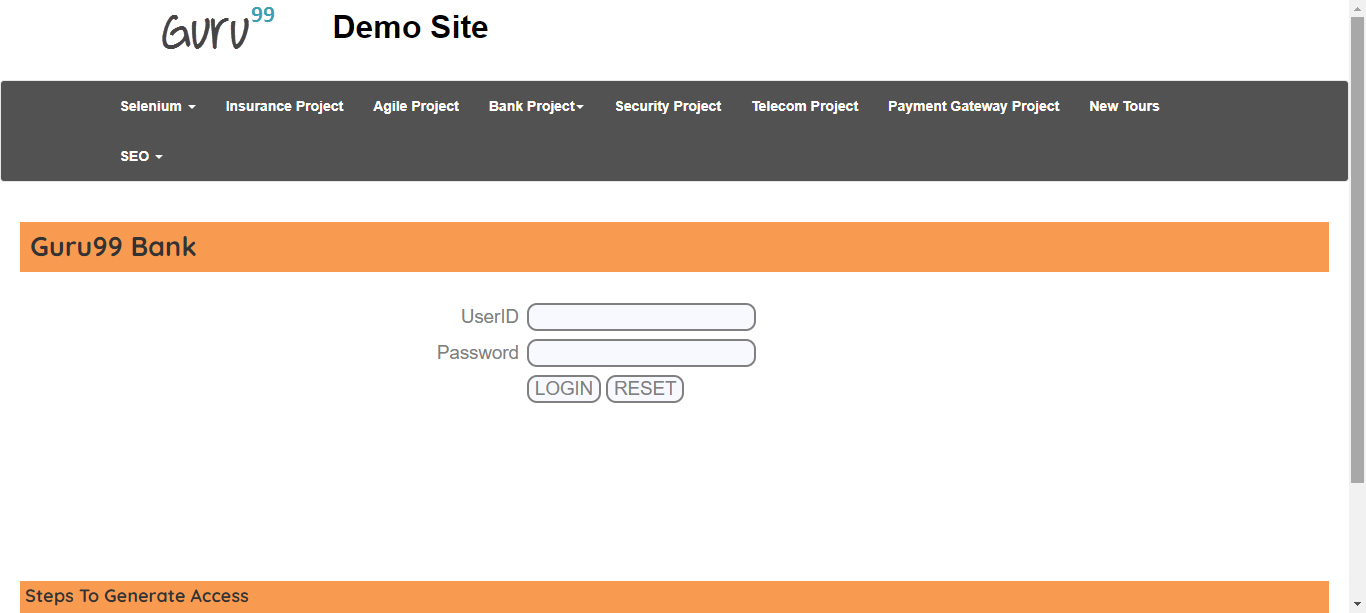 Guru99 Demo Site
Selenium Insurance Project Agile Project Bank Project Security Project Telecom Project Payment Gateway Project New Tours
SEO
Guru99 Bank
UserID
Password
LOGIN RESET
Steps To Generate Access